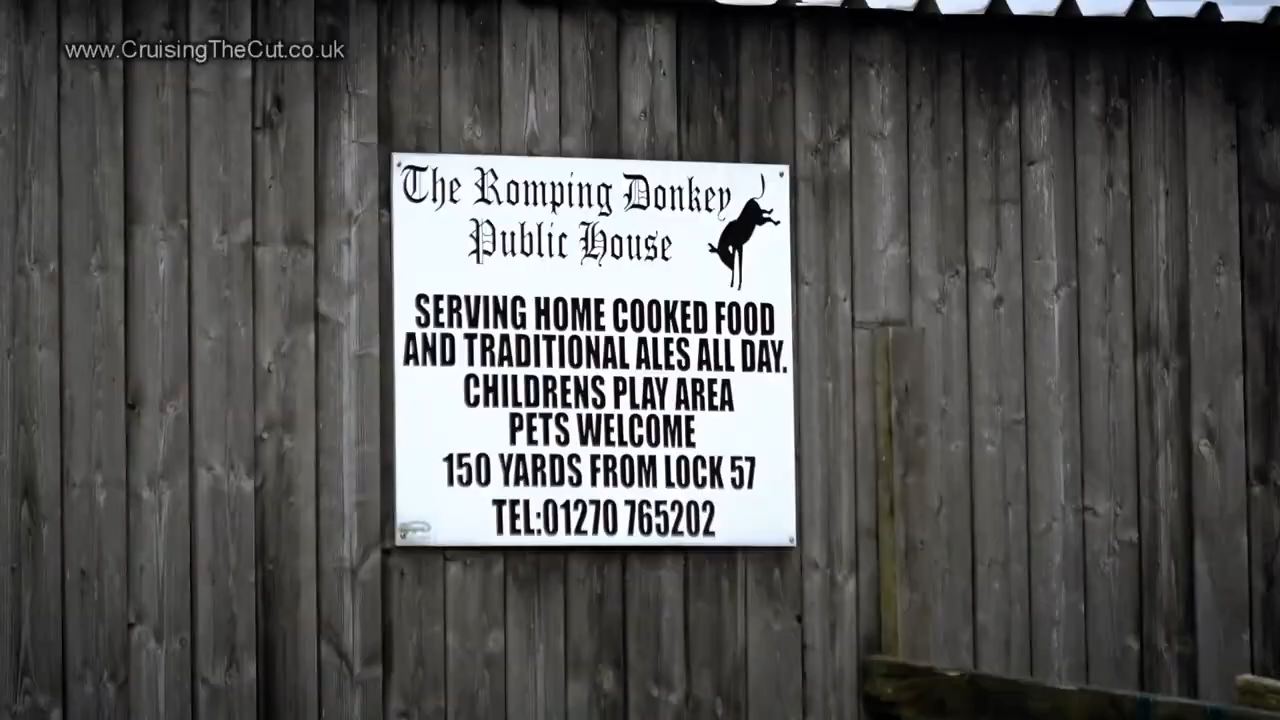 www.CruisingTheCut.co.uk
The Romping Donkey
Public House
SERVING HOME COOKED FOOD
AND TRADITIONAL ALES ALL DAY.
CHILDRENS PLAY AREA
PETS WELCOME
150 YARDS FROM LOCK 57
TEL:01270 765202